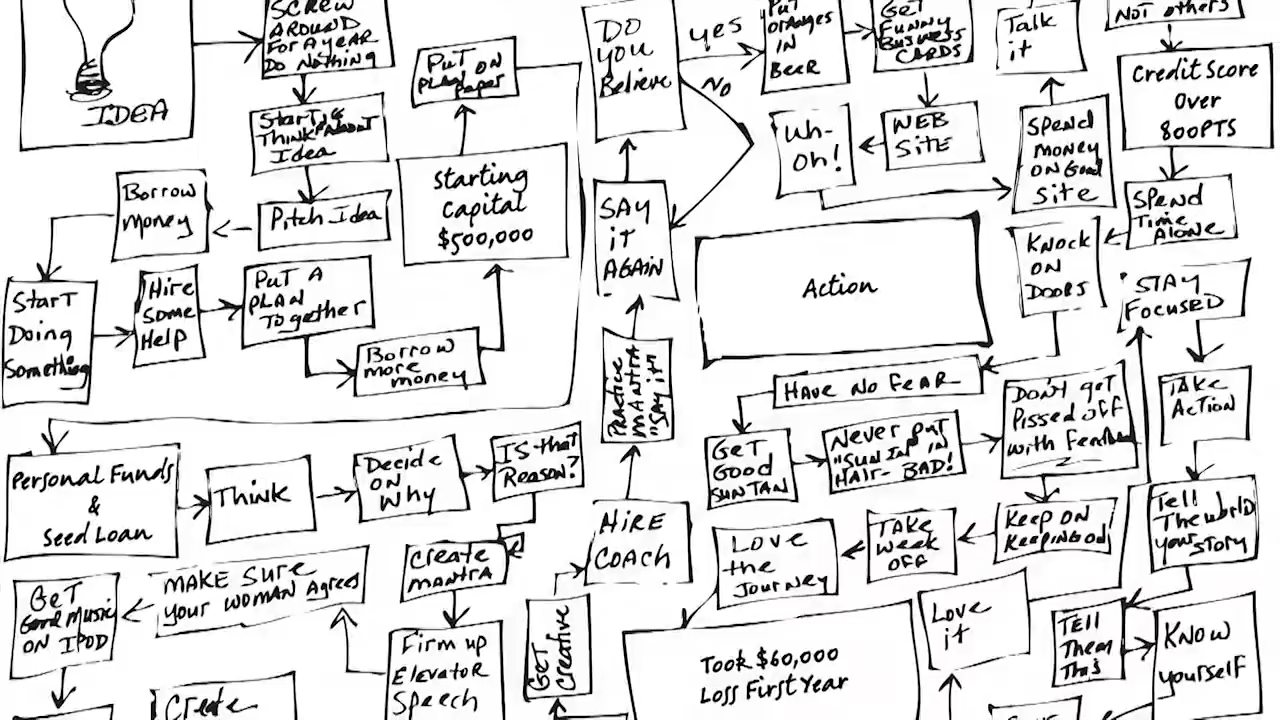 IDEA
SCREW
AROUND
FOR A YEAR
DO NOTHING
Start
Think About
Idea
Pitch Idea
Borrow
Money
Start
Doing
Something
Hire
Some
Help
Put A
PLAN
Together
Borrow
more
money
Starting
Capital
$500,000
Put
PLAN ON
Paper
Personal Funds
&
Seed Loan
Think
Decide
ON
Why
IS that
Reason?
Create
MANTRA
Firm up
Elevator
Speech
MAKE SURE
your WOMAN Agrees
GET
Good Music
ON IPOD
Create
GET
Creative
HIRE
COACH
Practice
MANTRA
"SAY IT"
SAY
it
AGAIN
DO
you
Believe
yes
No
Put
ORANGES
IN
BEER
GET
FUNNY
BUSINESS
CARDS
WEB
SITE
Uh-
Oh!
SPEND
MONEY
ON Good
SITE
Talk
it
NOT others
Credit Score
Over
800PTS
SPEND
TIME
ALONE
KNOCK
ON
DOORS
Action
HAVE NO FEAR
GET
GOOD
SUN TAN
Never put
"SUN IN" IN
HAIR - BAD!
DON'T get
Pissed off
with
Keep ON
TAKE
WEEK
OFF
LOVE
the
JOURNEY
Took $60,000
Loss First Year
STAY
FOCUSED
TAKE
ACTION
Tell
The World
your STORY
TELL
Them
This
KNOW
yourself
Love
it